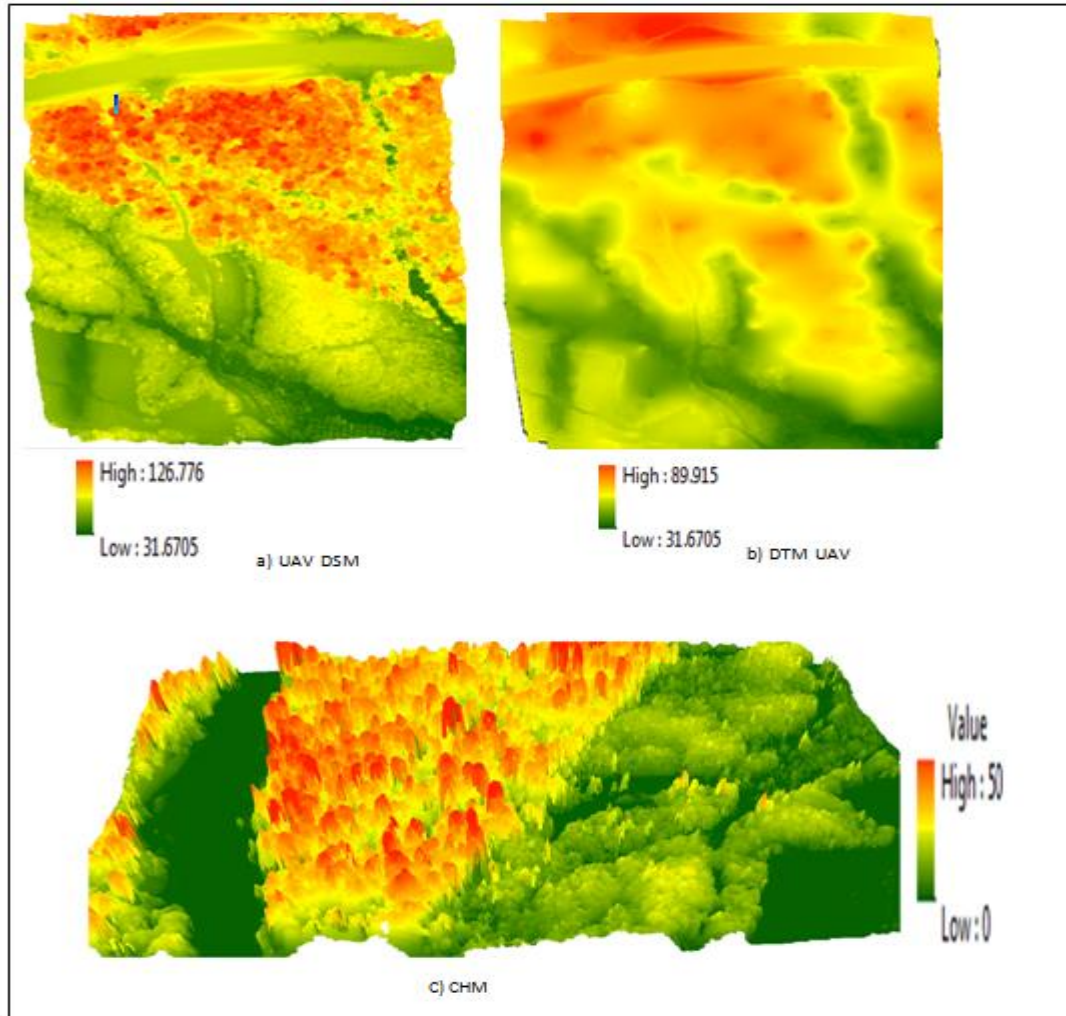 High : 126.776
Low : 31.6705
a) UAV DSM
High : 89.915
Low : 31.6705
b) DTM UAV
Value
High : 50
Low : 0
C) CHM